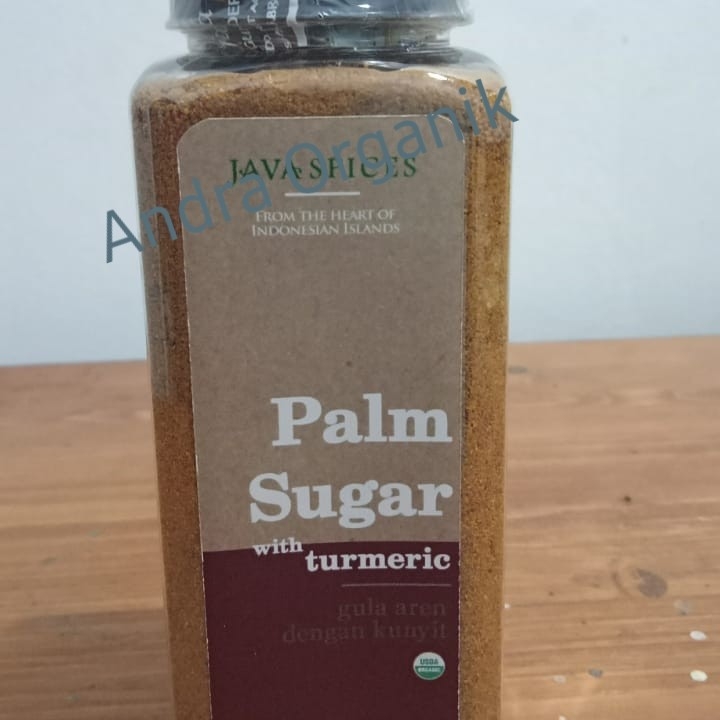 Andra Organik
JAVA SPICES
FROM THE HEART OF
INDONESIAN ISLANDS
Palm
Sugar
with turmeric
gula aren
dengan kunyit
USDA
ORGANIC